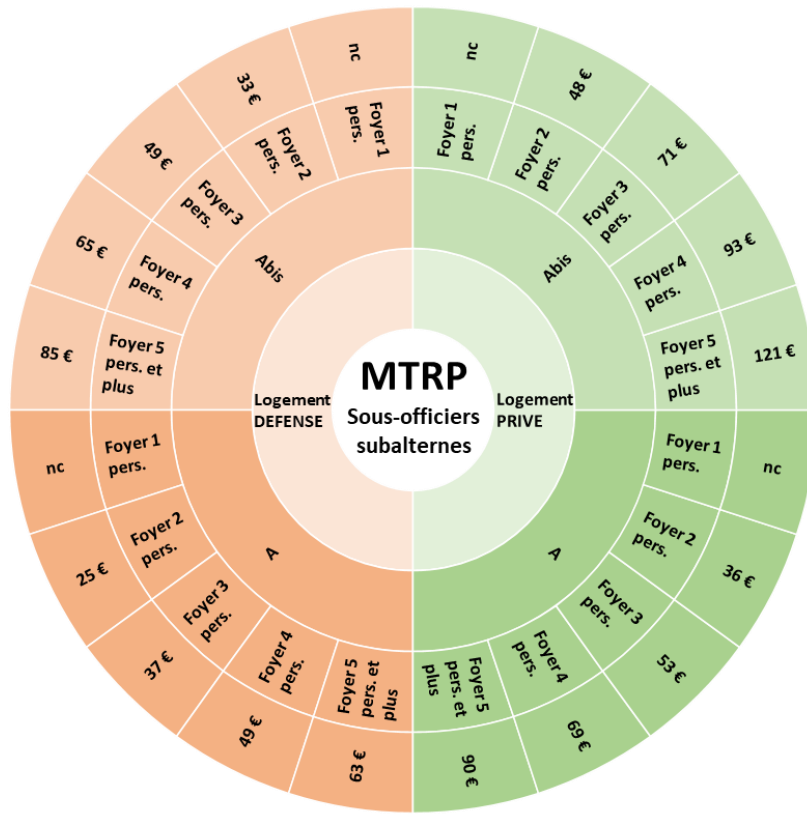 MTRP
Sous-officiers
subalternes
Logement
PRIVE
Abis
Foyer 1
pers.
nc
Foyer 2
pers.
48 €
Foyer 3
pers.
71 €
Foyer 4
pers.
93 €
Foyer 5
pers. et
plus
121 €
A
Foyer 1
pers.
nc
Foyer 2
pers.
36 €
Foyer 3
pers.
53 €
Foyer 4
pers.
69 €
Foyer 5
pers. et
plus
90 €
Logement
DEFENSE
A
Foyer 5
pers. et
plus
63 €
Foyer 4
pers.
49 €
Foyer 3
pers.
37 €
Foyer 2
pers.
25 €
Foyer 1
pers.
nc
Abis
Foyer 5
pers. et
plus
85 €
Foyer 4
pers.
65 €
Foyer 3
pers.
49 €
Foyer 2
pers.
33 €
Foyer 1
pers.
nc